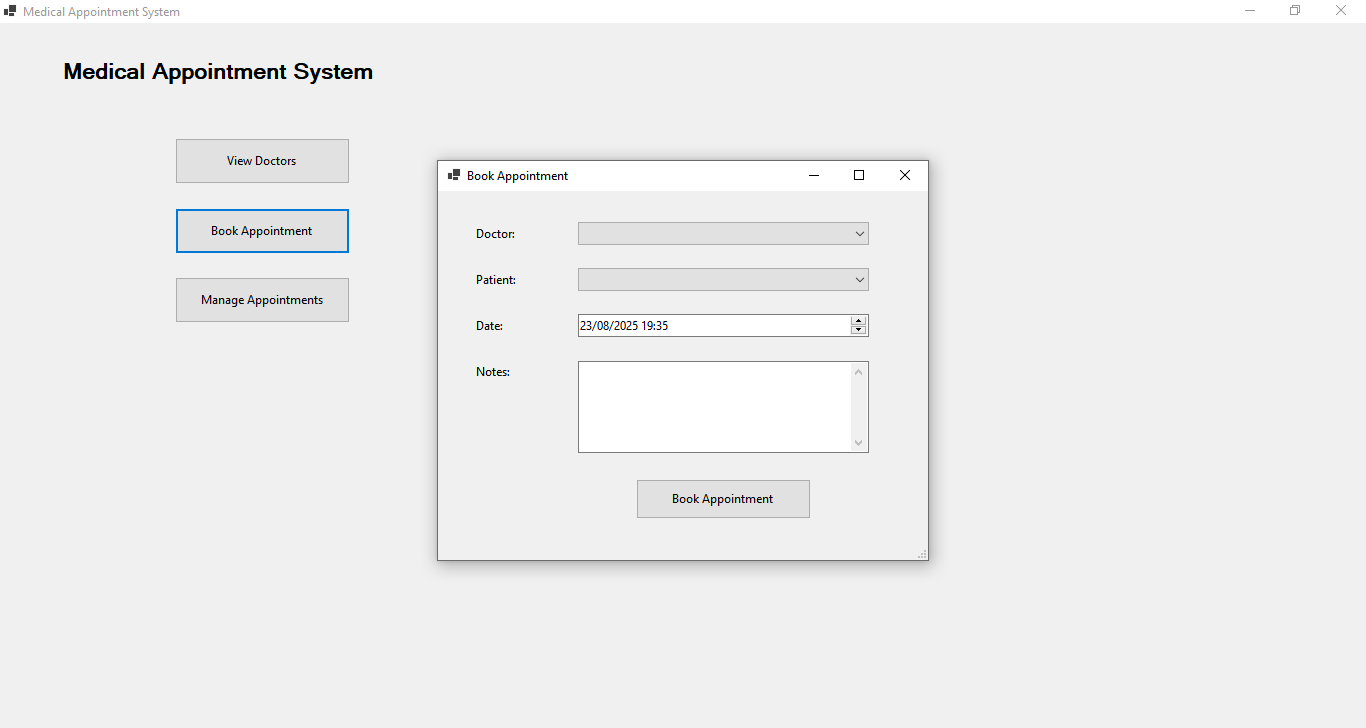 Medical Appointment System
Medical Appointment System
View Doctors
Book Appointment
Manage Appointments
Book Appointment
Doctor:
Patient:
Date:
23/08/2025 19:35
Notes:
Book Appointment